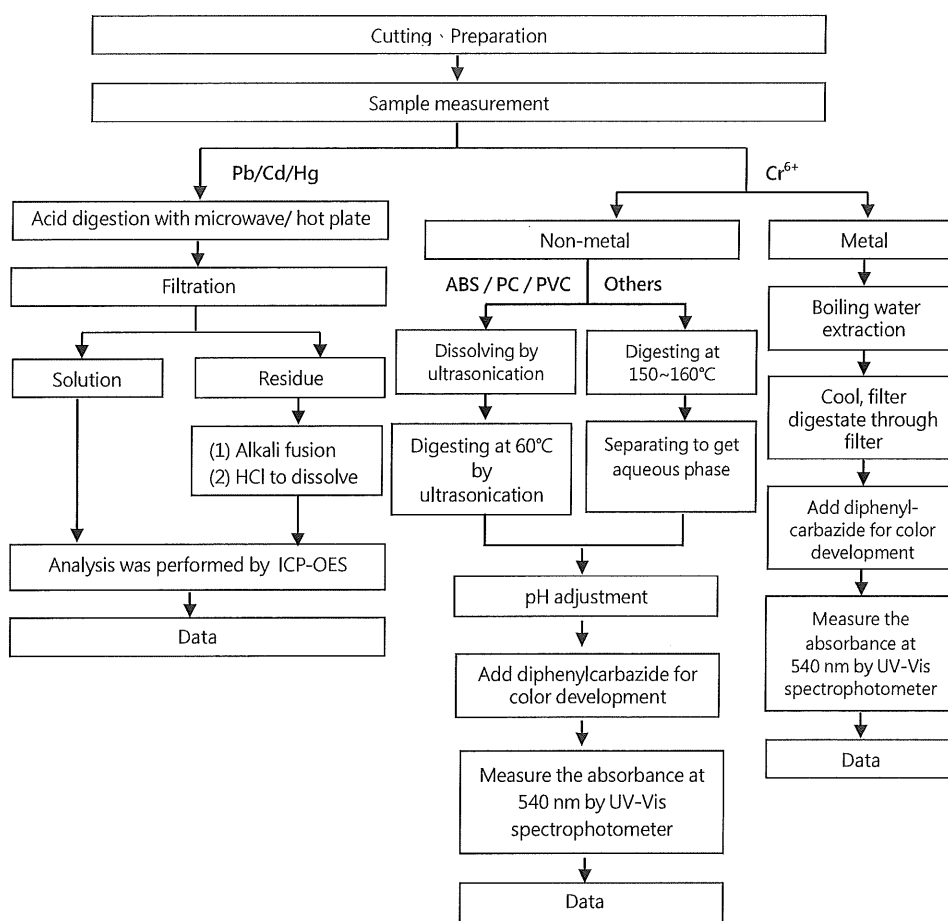 Cutting、Preparation
Sample measurement
Pb/Cd/Hg
Acid digestion with microwave/ hot plate
Filtration
Solution
Residue
(1) Alkali fusion
(2) HCl to dissolve
Analysis was performed by ICP-OES
Data
Cr⁶⁺
Non-metal
ABS / PC / PVC
Others
Dissolving by
ultrasonication
Digesting at 60℃
by
ultrasonication
Digesting at
150~160℃
Separating to get
aqueous phase
pH adjustment
Add diphenylcarbazide for
color development
Measure the absorbance at
540 nm by UV-Vis
spectrophotometer
Data
Metal
Boiling water
extraction
Cool, filter
digestate through
filter
Add diphenyl-
carbazide for color
development
Measure the
absorbance at
540 nm by UV-Vis
spectrophotometer
Data